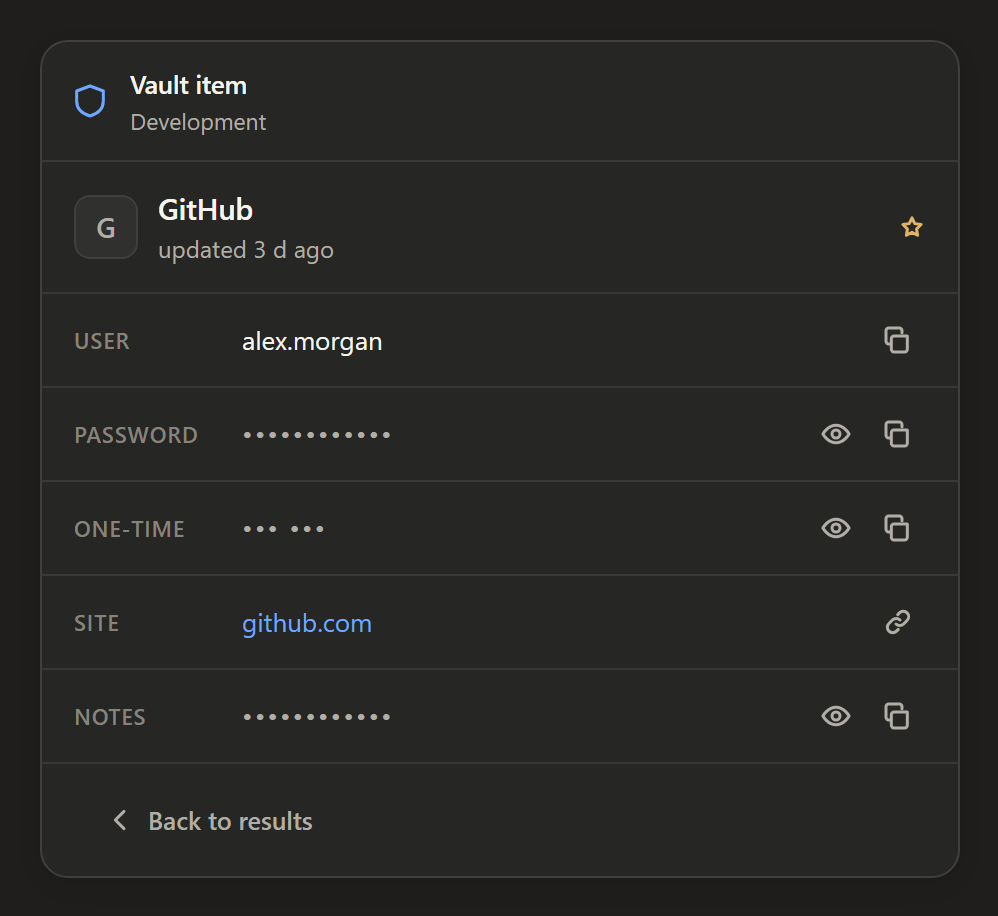 Vault item
Development
G
GitHub
updated 3 d ago
USER alex.morgan
PASSWORD ••••••••••••
ONE-TIME ••• •••
SITE github.com
NOTES ••••••••••••
Back to results